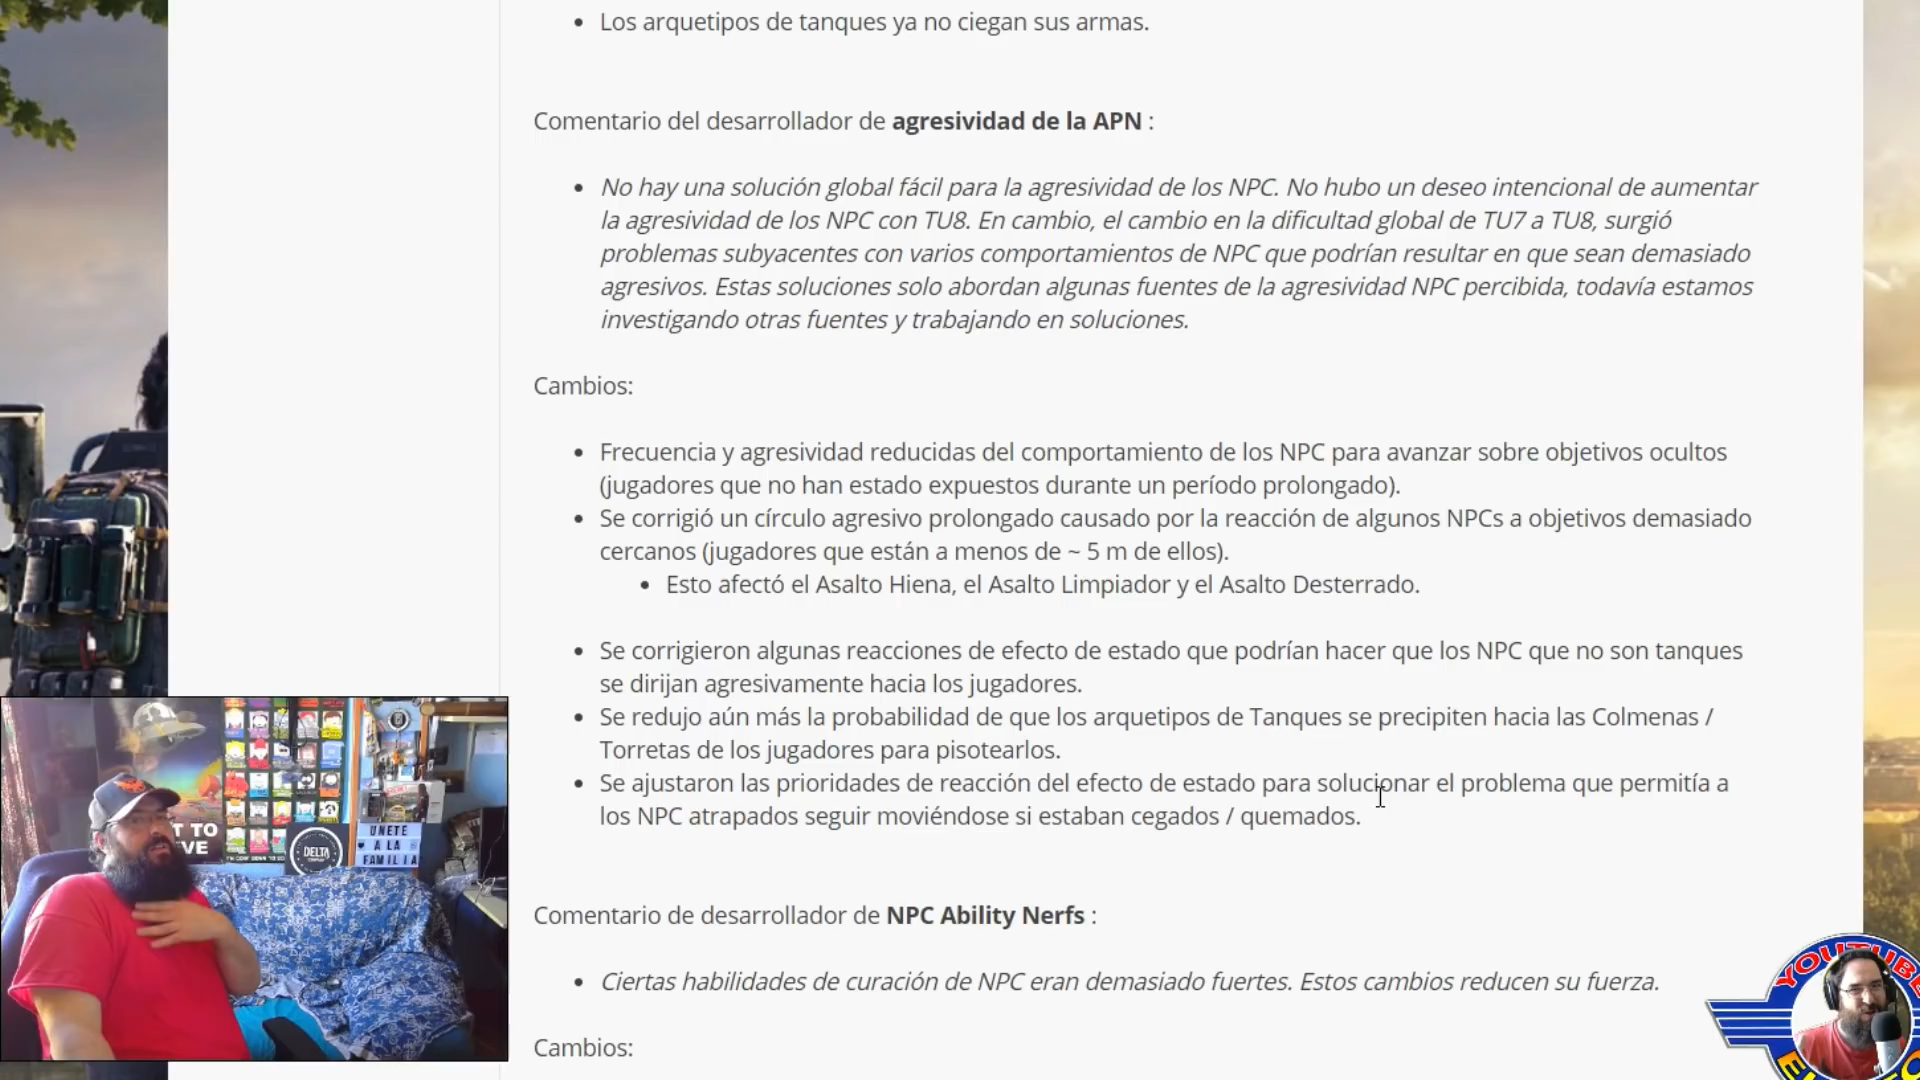 Los arquetipos de tanques ya no ciegan sus armas.
Comentario del desarrollador de agresividad de la APN :
No hay una solución global fácil para la agresividad de los NPC. No hubo un deseo intencional de aumentar
la agresividad de los NPC con TU8. En cambio, el cambio en la dificultad global de TU7 a TU8, surgió
problemas subyacentes con varios comportamientos de NPC que podrían resultar en que sean demasiado
agresivos. Estas soluciones solo abordan algunas fuentes de la agresividad NPC percibida, todavía estamos
investigando otras fuentes y trabajando en soluciones.
Cambios:
Frecuencia y agresividad reducidas del comportamiento de los NPC para avanzar sobre objetivos ocultos
(jugadores que no han estado expuestos durante un período prolongado).
Se corrigió un círculo agresivo prolongado causado por la reacción de algunos NPCs a objetivos demasiado
cercanos (jugadores que están a menos de ~ 5 m de ellos).
Esto afectó el Asalto Hiena, el Asalto Limpiador y el Asalto Desterrado.
Se corrigieron algunas reacciones de efecto de estado que podrían hacer que los NPC que no son tanques
se dirijan agresivamente hacia los jugadores.
Se redujo aún más la probabilidad de que los arquetipos de Tanques se precipiten hacia las Colmenas /
Torretas de los jugadores para pisotearlos.
Se ajustaron las prioridades de reacción del efecto de estado para solucionar el problema que permitía a
los NPC atrapados seguir moviéndose si estaban cegados / quemados.
Comentario de desarrollador de NPC Ability Nerfs :
Ciertas habilidades de curación de NPC eran demasiado fuertes. Estos cambios reducen su fuerza.
Cambios:
T TO
VE
DELTA
UNETE
A LA
FAMILIA
YOUTUBE